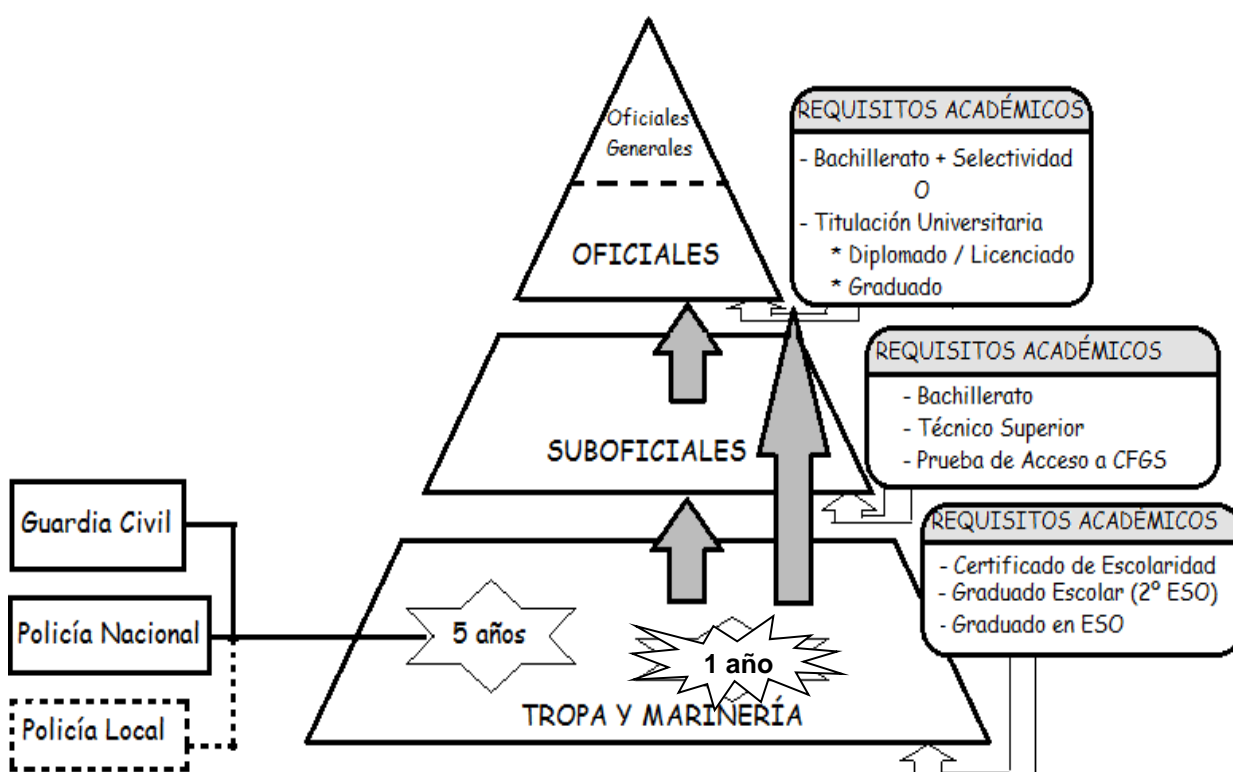 Oficiales
Generales
OFICIALES
REQUISITOS ACADÉMICOS
- Bachillerato + Selectividad
O
- Titulación Universitaria
* Diplomado / Licenciado
* Graduado
SUBOFICIALES
REQUISITOS ACADÉMICOS
- Bachillerato
- Técnico Superior
- Prueba de Acceso a CFGS
Guardia Civil
Policía Nacional
Policía Local
5 años
1 año
TROPA Y MARINERÍA
REQUISITOS ACADÉMICOS
- Certificado de Escolaridad
- Graduado Escolar (2º ESO)
- Graduado en ESO